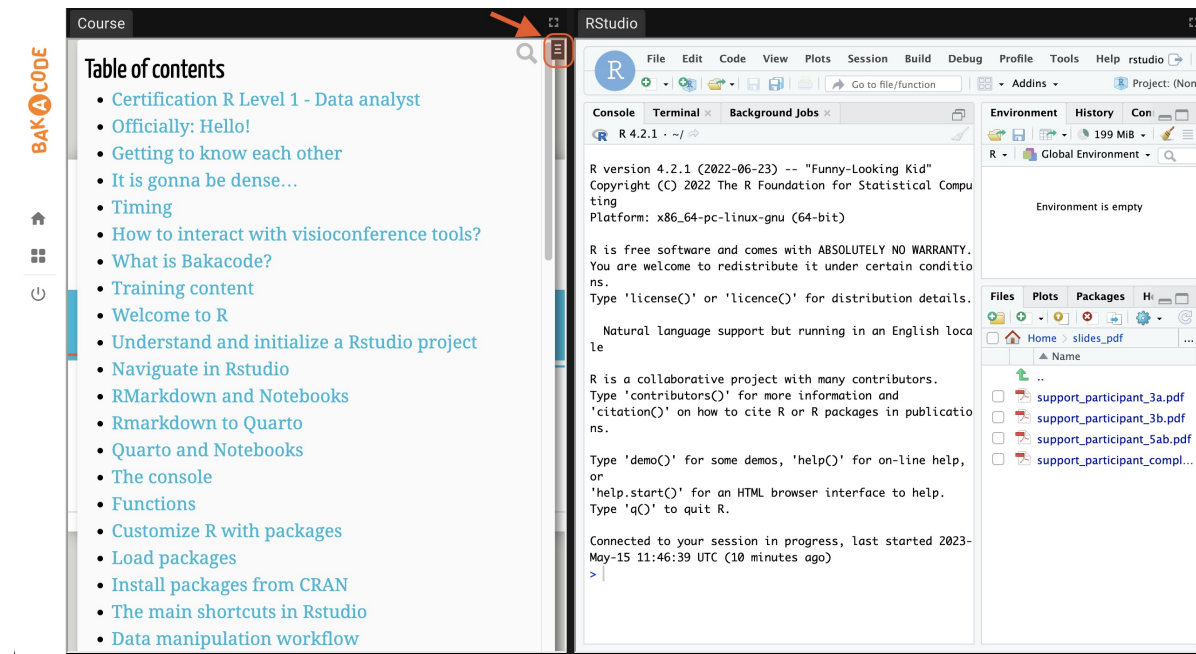 BAKACODE
Course
Table of contents
Certification R Level 1 - Data analyst
Officially: Hello!
Getting to know each other
It is gonna be dense...
Timing
How to interact with visioconference tools?
What is Bakacode?
Training content
Welcome to R
Understand and initialize a Rstudio project
Naviguate in Rstudio
RMarkdown and Notebooks
Rmarkdown to Quarto
Quarto and Notebooks
The console
Functions
Customize R with packages
Load packages
Install packages from CRAN
The main shortcuts in Rstudio
Data manipulation workflow
RStudio
R
File Edit Code View Plots Session Build Debug Profile Tools Help rstudio
Go to file/function
Addins
Project: (Non
Console Terminal × Background Jobs ×
R 4.2.1 · ~/
R version 4.2.1 (2022-06-23) -- "Funny-Looking Kid"
Copyright (C) 2022 The R Foundation for Statistical Compu
ting
Platform: x86_64-pc-linux-gnu (64-bit)
R is free software and comes with ABSOLUTELY NO WARRANTY.
You are welcome to redistribute it under certain conditio
ns.
Type 'license()' or 'licence()' for distribution details.
Natural language support but running in an English loca
le
R is a collaborative project with many contributors.
Type 'contributors()' for more information and
'citation()' on how to cite R or R packages in publicatio
ns.
Type 'demo()' for some demos, 'help()' for on-line help,
or
'help.start()' for an HTML browser interface to help.
Type 'q()' to quit R.
Connected to your session in progress, last started 2023-
May-15 11:46:39 UTC (10 minutes ago)
>
Environment History Con
199 MiB
R Global Environment
Environment is empty
Files Plots Packages H
Home > slides_pdf ...
Name
..
support_participant_3a.pdf
support_participant_3b.pdf
support_participant_5ab.pdf
support_participant_compl...